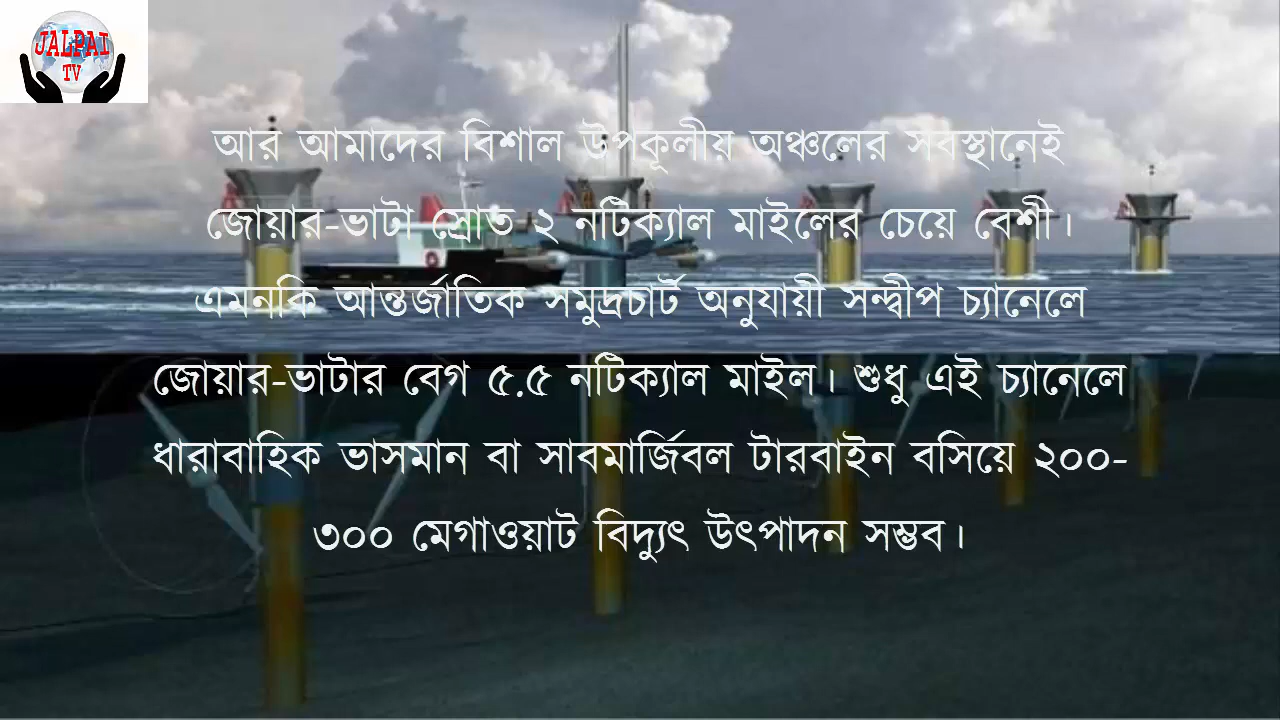 JALPAI
TV
আর আমাদের বিশাল উপকূলীয় অঞ্চলের সবস্থানেই
জোয়ার-ভাটা স্রোত ২ নটিক্যাল মাইলের চেয়ে বেশী।
এমনকি আন্তর্জাতিক সমুদ্রচার্ট অনুযায়ী সন্দ্বীপ চ্যানেলে
জোয়ার-ভাটার বেগ ৫.৫ নটিক্যাল মাইল। শুধু এই চ্যানেলে
ধারাবাহিক ভাসমান বা সাবমার্জিবল টারবাইন বসিয়ে ২০০-
৩০০ মেগাওয়াট বিদ্যুৎ উৎপাদন সম্ভব।